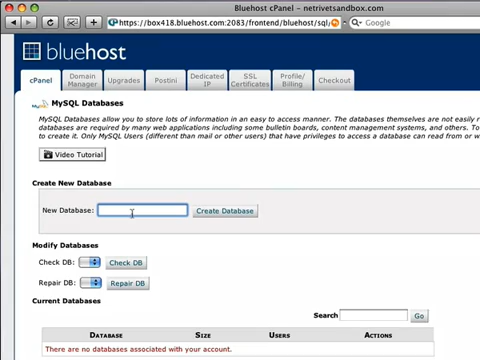 Bluehost cPanel - netrivetsandbox.com
https://box418.bluehost.com:2083/frontend/bluehost/sql/
Google
bluehost
cPanel
Domain Manager
Upgrades
Postini
Dedicated IP
SSL Certificates
Profile/ Billing
Checkout
MySQL Databases
MySQL Databases allow you to store lots of information in an easy to access manner. The databases themselves are not easily r
databases are required by many web applications including some bulletin boards, content management systems, and others. To
to create it. Only MySQL Users (different than mail or other users) that have privileges to access a database can read from or w
Video Tutorial
Create New Database
New Database:
Create Database
Modify Databases
Check DB:
Check DB
Repair DB:
Repair DB
Current Databases
Search
Go
DATABASE SIZE USERS ACTIONS
There are no databases associated with your account.